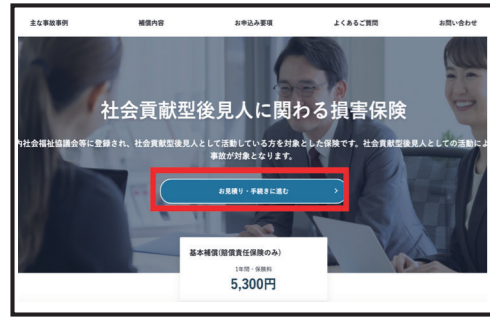 主な事故事例
補償内容
お申込み要項
よくあるご質問
お問い合わせ
社会貢献型後見人に関わる損害保険
内社会福祉協議会等に登録され、社会貢献型後見人として活動している方を対象とした保険です。社会貢献型後見人としての活動によ
事故が対象となります。
お見積り・手続きに進む
基本補償(賠償責任保険のみ)
1年間・保険料
5,300円